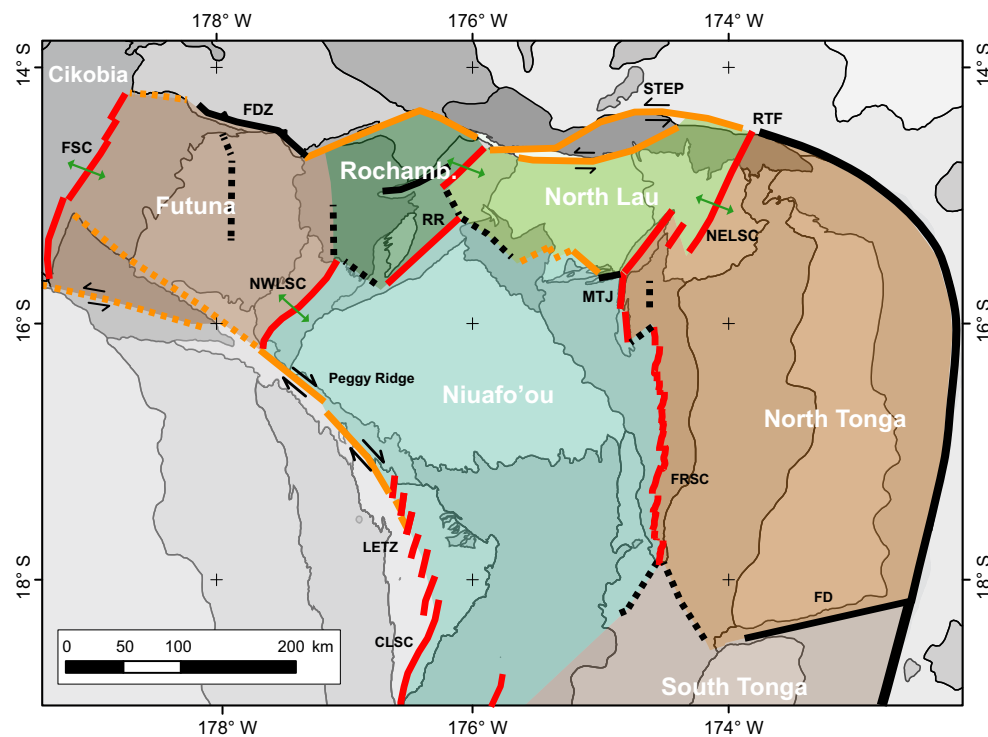 178° W 176° W 174° W
14° S 14° S
Cikobia
STEP
FDZ
RTF
FSC
Rochamb.
Futuna
North Lau
RR
NELSC
NWLSC
MTJ
16° S 16° S
Peggy Ridge
Niuafo'ou
North Tonga
FRSC
LETZ
18° S 18° S
FD
CLSC
0 50 100 200 km
South Tonga
178° W 176° W 174° W